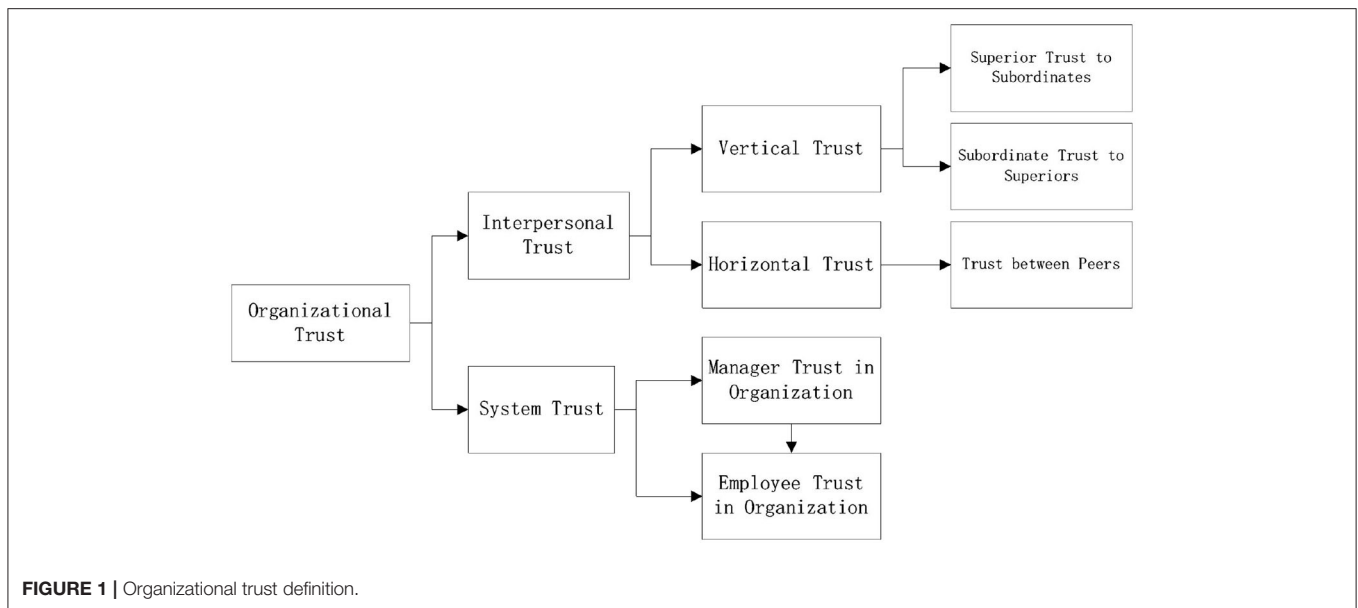 Organizational
Trust
Interpersonal
Trust
System Trust
Vertical Trust
Horizontal Trust
Manager Trust in
Organization
Employee Trust
in Organization
Superior Trust to
Subordinates
Subordinate Trust to
Superiors
Trust between Peers
FIGURE 1 | Organizational trust definition.